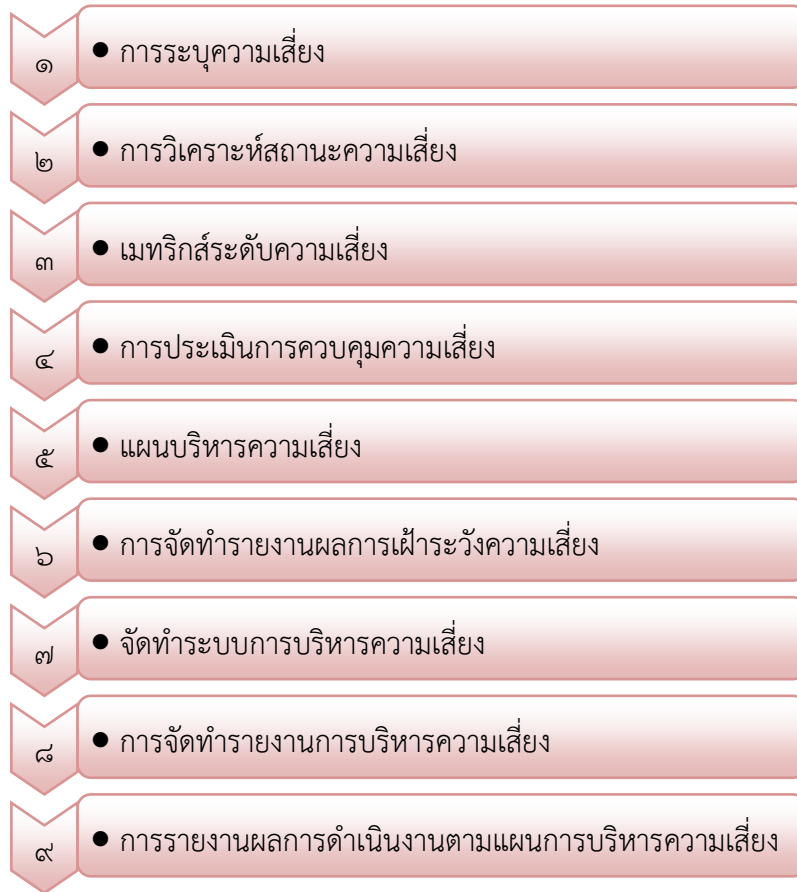 ๑ ● การระบุความเสี่ยง
๒ ● การวิเคราะห์สถานะความเสี่ยง
๓ ● เมทริกส์ระดับความเสี่ยง
๔ ● การประเมินการควบคุมความเสี่ยง
๕ ● แผนบริหารความเสี่ยง
๖ ● การจัดทำรายงานผลการเฝ้าระวังความเสี่ยง
๗ ● จัดทำระบบการบริหารความเสี่ยง
๘ ● การจัดทำรายงานการบริหารความเสี่ยง
๙ ● การรายงานผลการดำเนินงานตามแผนการบริหารความเสี่ยง